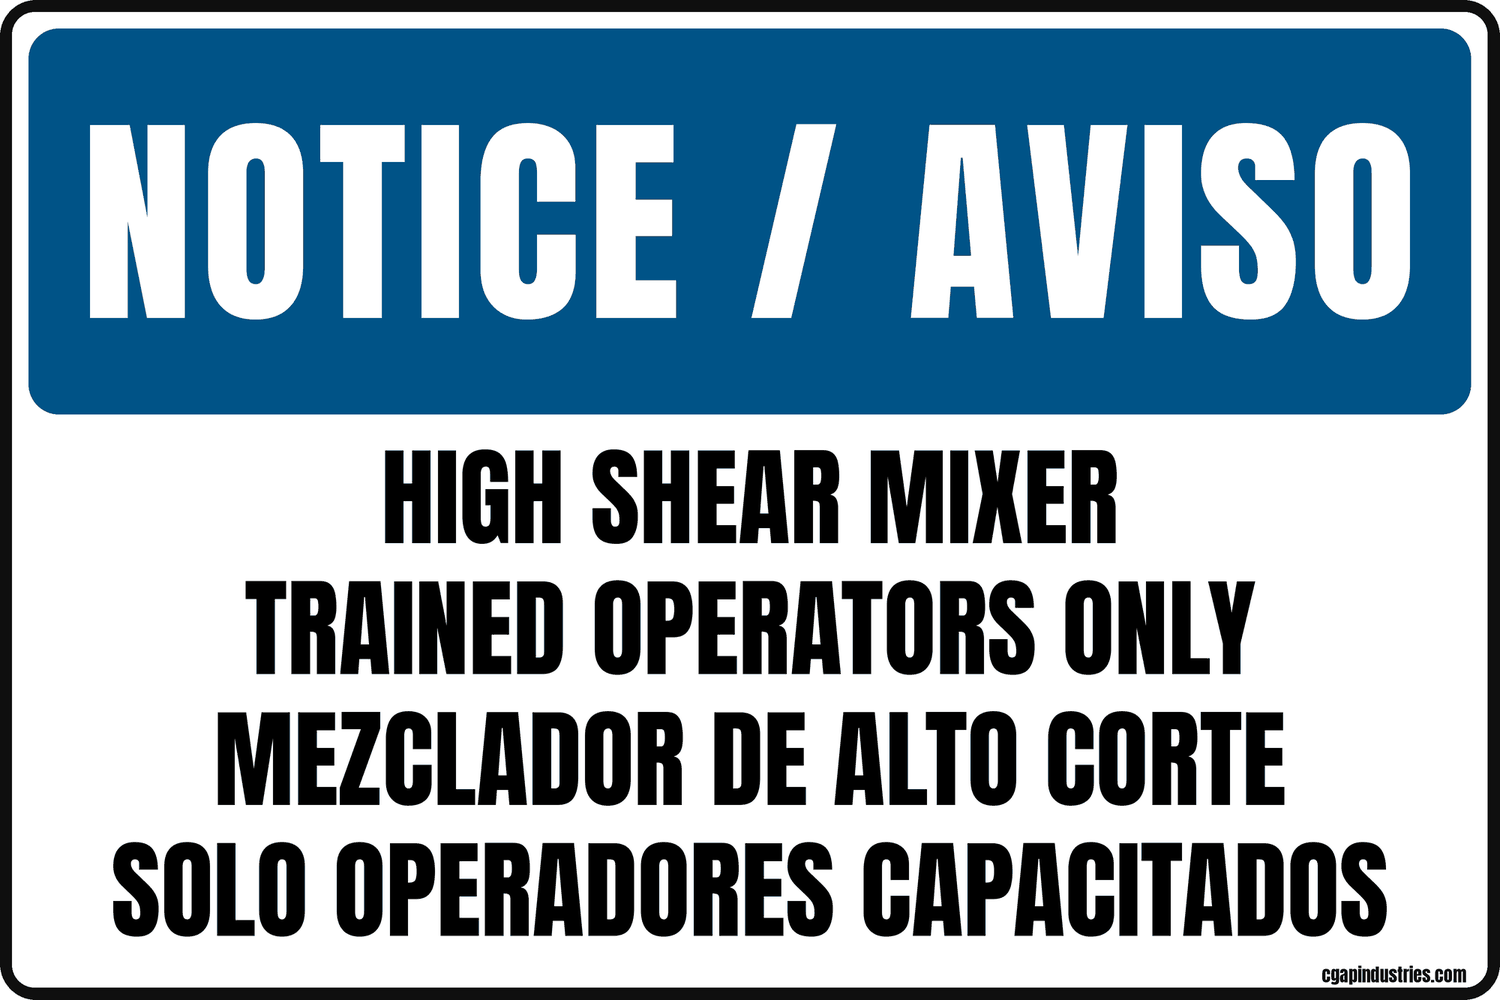 NOTICE / AVISO
HIGH SHEAR MIXER
TRAINED OPERATORS ONLY
MEZCLADOR DE ALTO CORTE
SOLO OPERADORES CAPACITADOS
cgapindustries.com